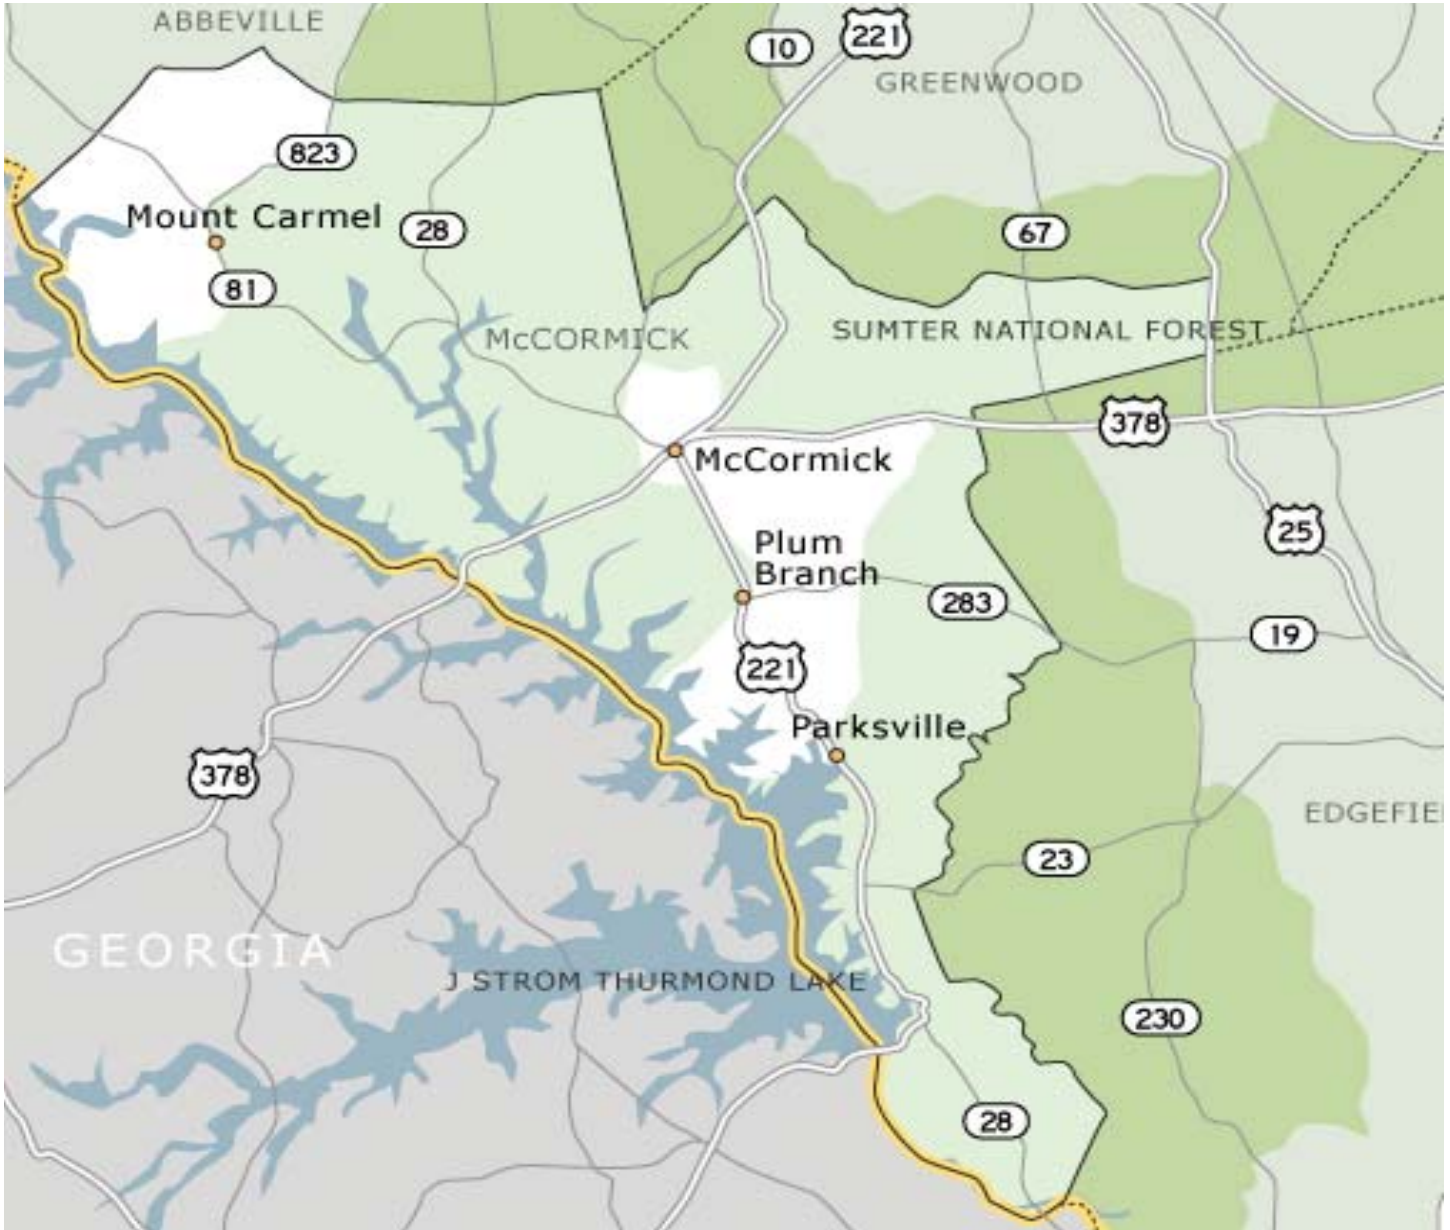 ABBEVILLE
10
221
GREENWOOD
823
Mount Carmel
28
67
81
McCORMICK
SUMTER NATIONAL FOREST
378
McCormick
25
Plum
Branch
283
19
221
Parksville
378
EDGEFIE
23
GEORGIA
J STROM THURMOND LAKE
230
28